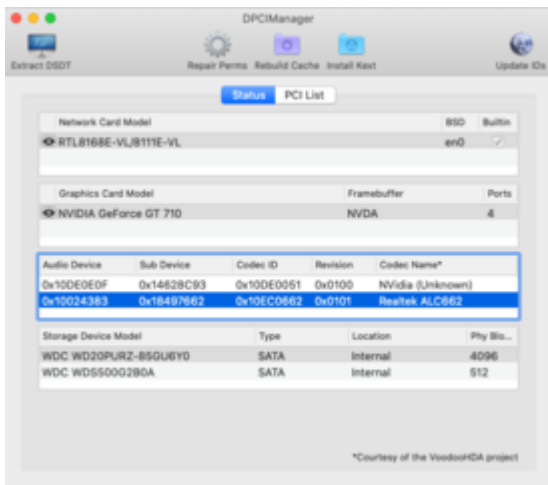 DPCIManager
Extract DSDT Repair Perms Rebuild Cache Install Kext Update IDs
Status PCI List
Network Card Model BSD Builtin
RTL8168E-VL/8111E-VL en0
Graphics Card Model Framebuffer Ports
NVIDIA GeForce GT 710 NVDA 4
Audio Device Sub Device Codec ID Revision Codec Name*
0x10DE0E0F 0x14628C93 0x10DE0051 0x0100 NVidia (Unknown)
0x10024383 0x18497662 0x10EC0662 0x0101 Realtek ALC662
Storage Device Model Type Location Phy Blo...
WDC WD20PURZ-85GU6Y0 SATA Internal 4096
WDC WDS500G2B0A SATA Internal 512
*Courtesy of the VoodooHDA project